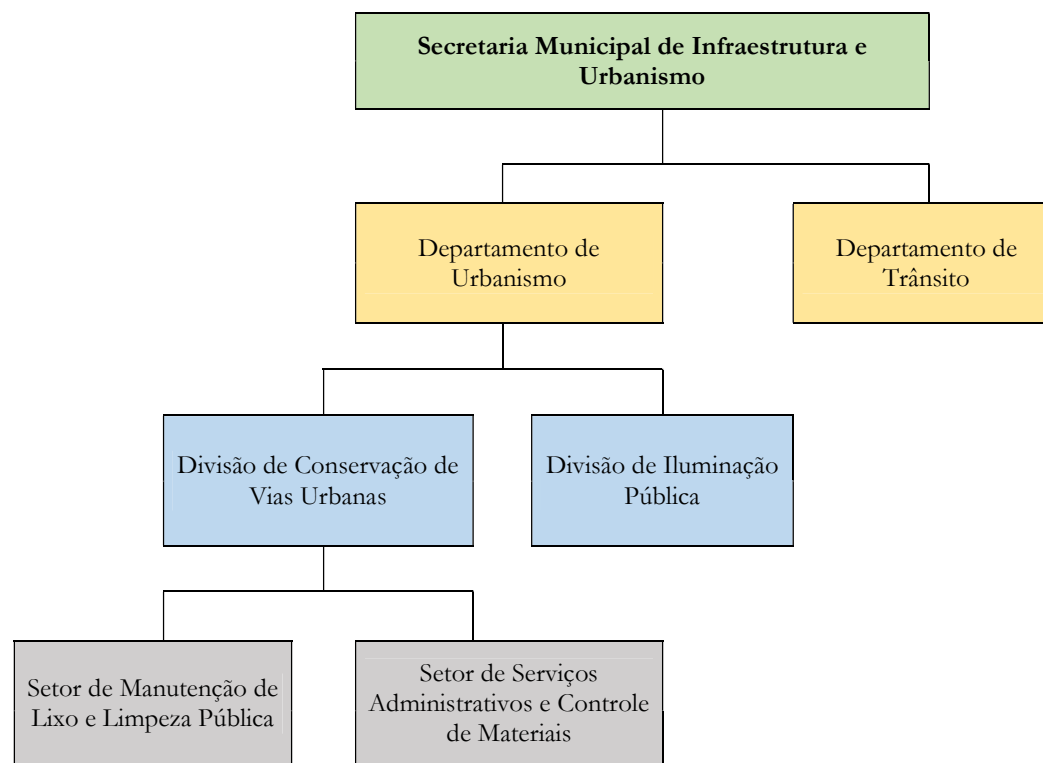 Secretaria Municipal de Infraestrutura e
Urbanismo
Departamento de
Urbanismo
Departamento de
Trânsito
Divisão de Conservação de
Vias Urbanas
Divisão de Iluminação
Pública
Setor de Manutenção de
Lixo e Limpeza Pública
Setor de Serviços
Administrativos e Controle
de Materiais